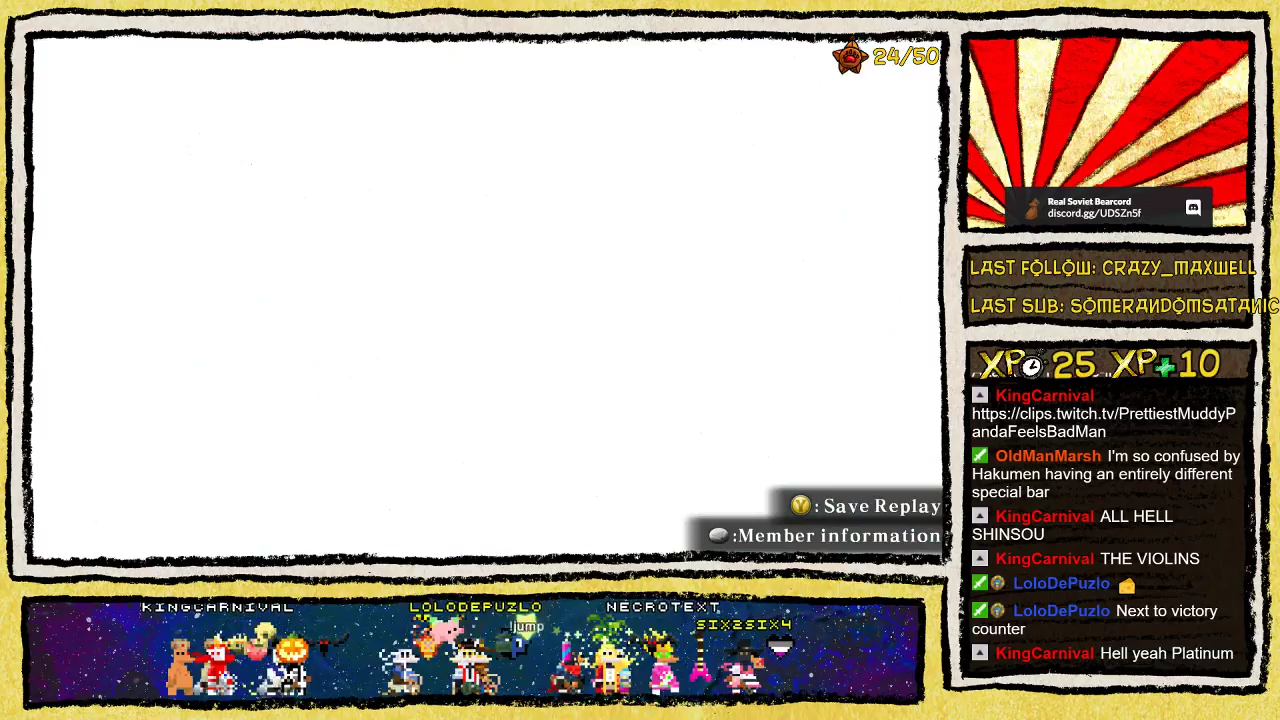 24/50
Real Soviet Bearcord
discord.gg/UDSZn5f
LAST FOLLOW: CRAZY_MAXWELL
LAST SUB: SOMERANDOMSATANIC
XP 25 XP+10
KingCarnival
https://clips.twitch.tv/PrettiestMuddyP
andaFeelsBadMan
OldManMarsh I'm so confused by
Hakumen having an entirely different
special bar
KingCarnival ALL HELL
SHINSOU
KingCarnival THE VIOLINS
LoloDePuzlo
LoloDePuzlo Next to victory
counter
KingCarnival Hell yeah Platinum
Y: Save Replay
:Member information
KINGCARNIVAL
LOLODEPUZLO
NECROTEXT
SIX2SIX4
!jump